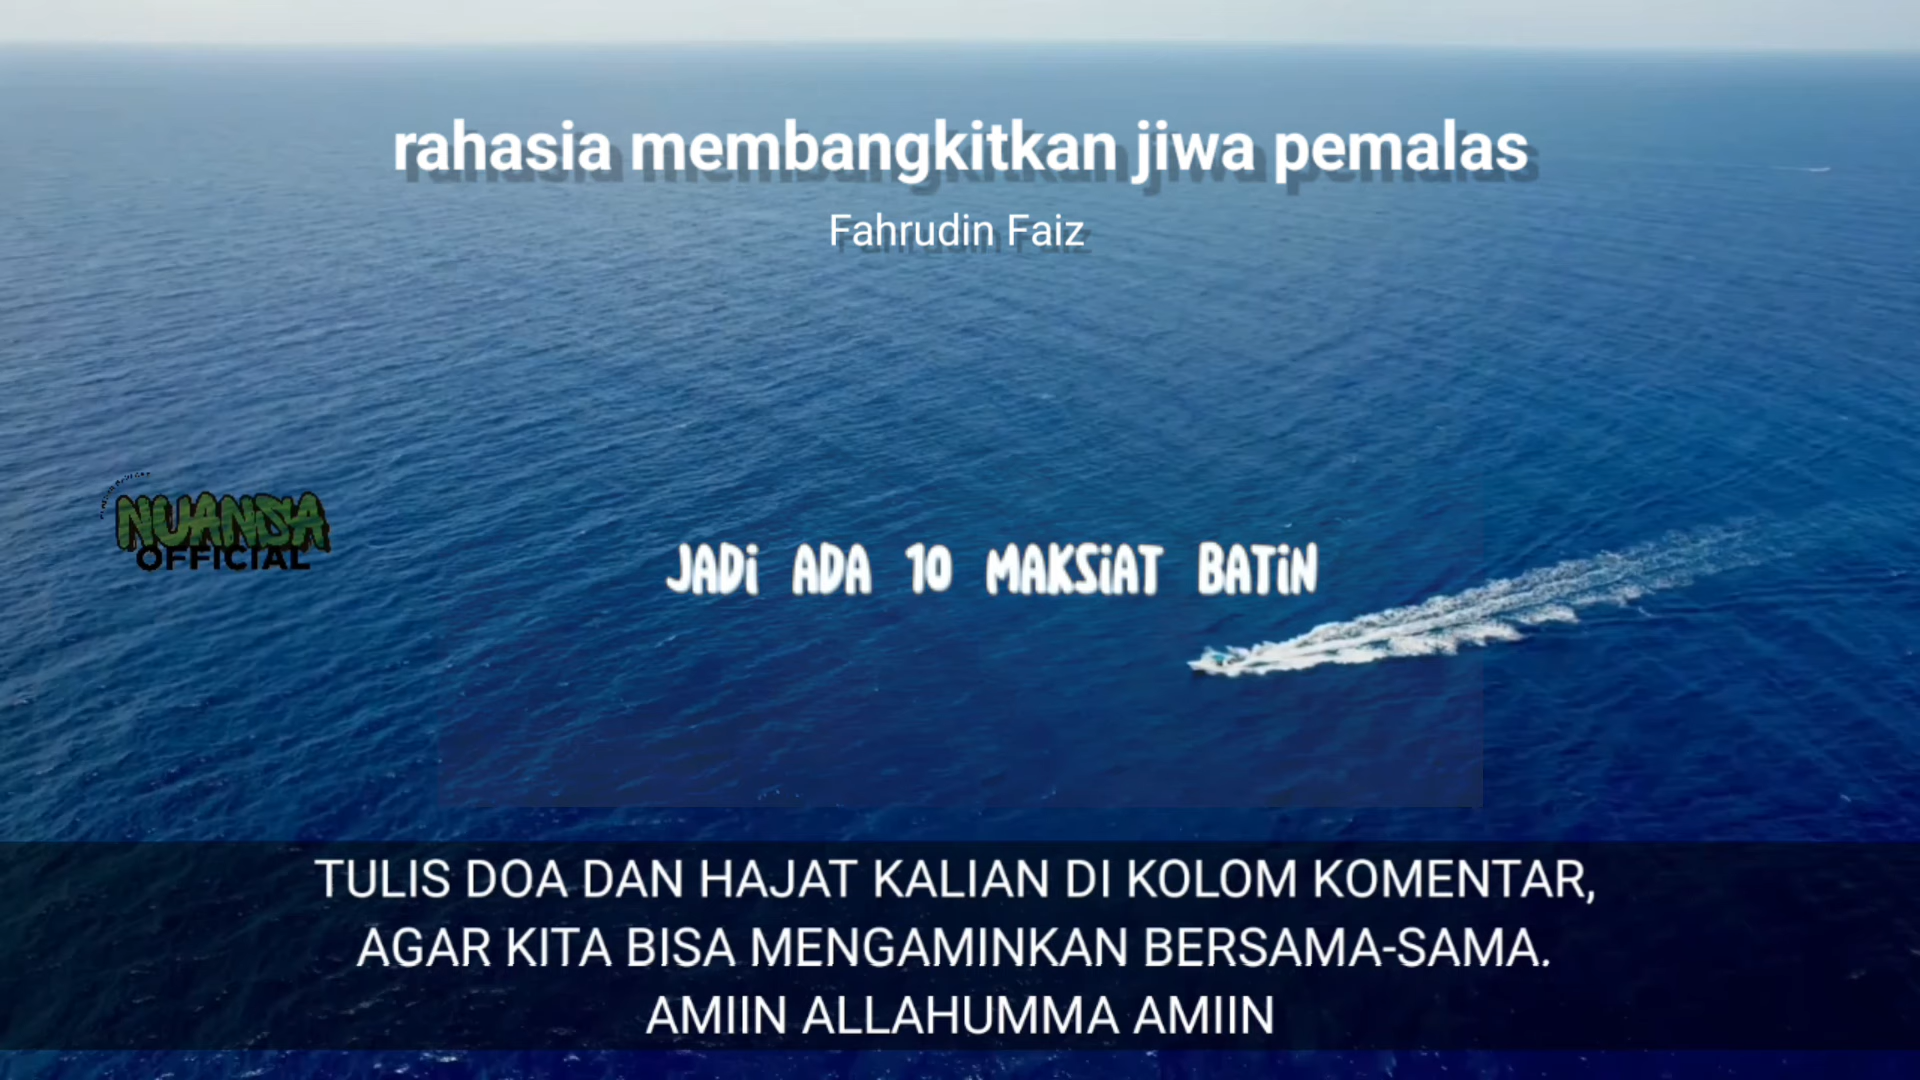 rahasia membangkitkan jiwa pemalas
Fahrudin Faiz
NUANSA
OFFICIAL
JADi ADA 10 MAKSiAT BATiN
TULIS DOA DAN HAJAT KALIAN DI KOLOM KOMENTAR,
AGAR KITA BISA MENGAMINKAN BERSAMA-SAMA.
AMIIN ALLAHUMMA AMIIN